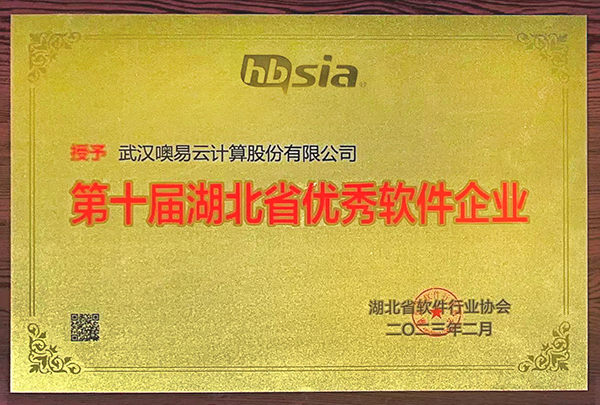 hbsia
授予 武汉噢易云计算股份有限公司
第十届湖北省优秀软件企业
湖北省软件行业协会
二〇二三年二月